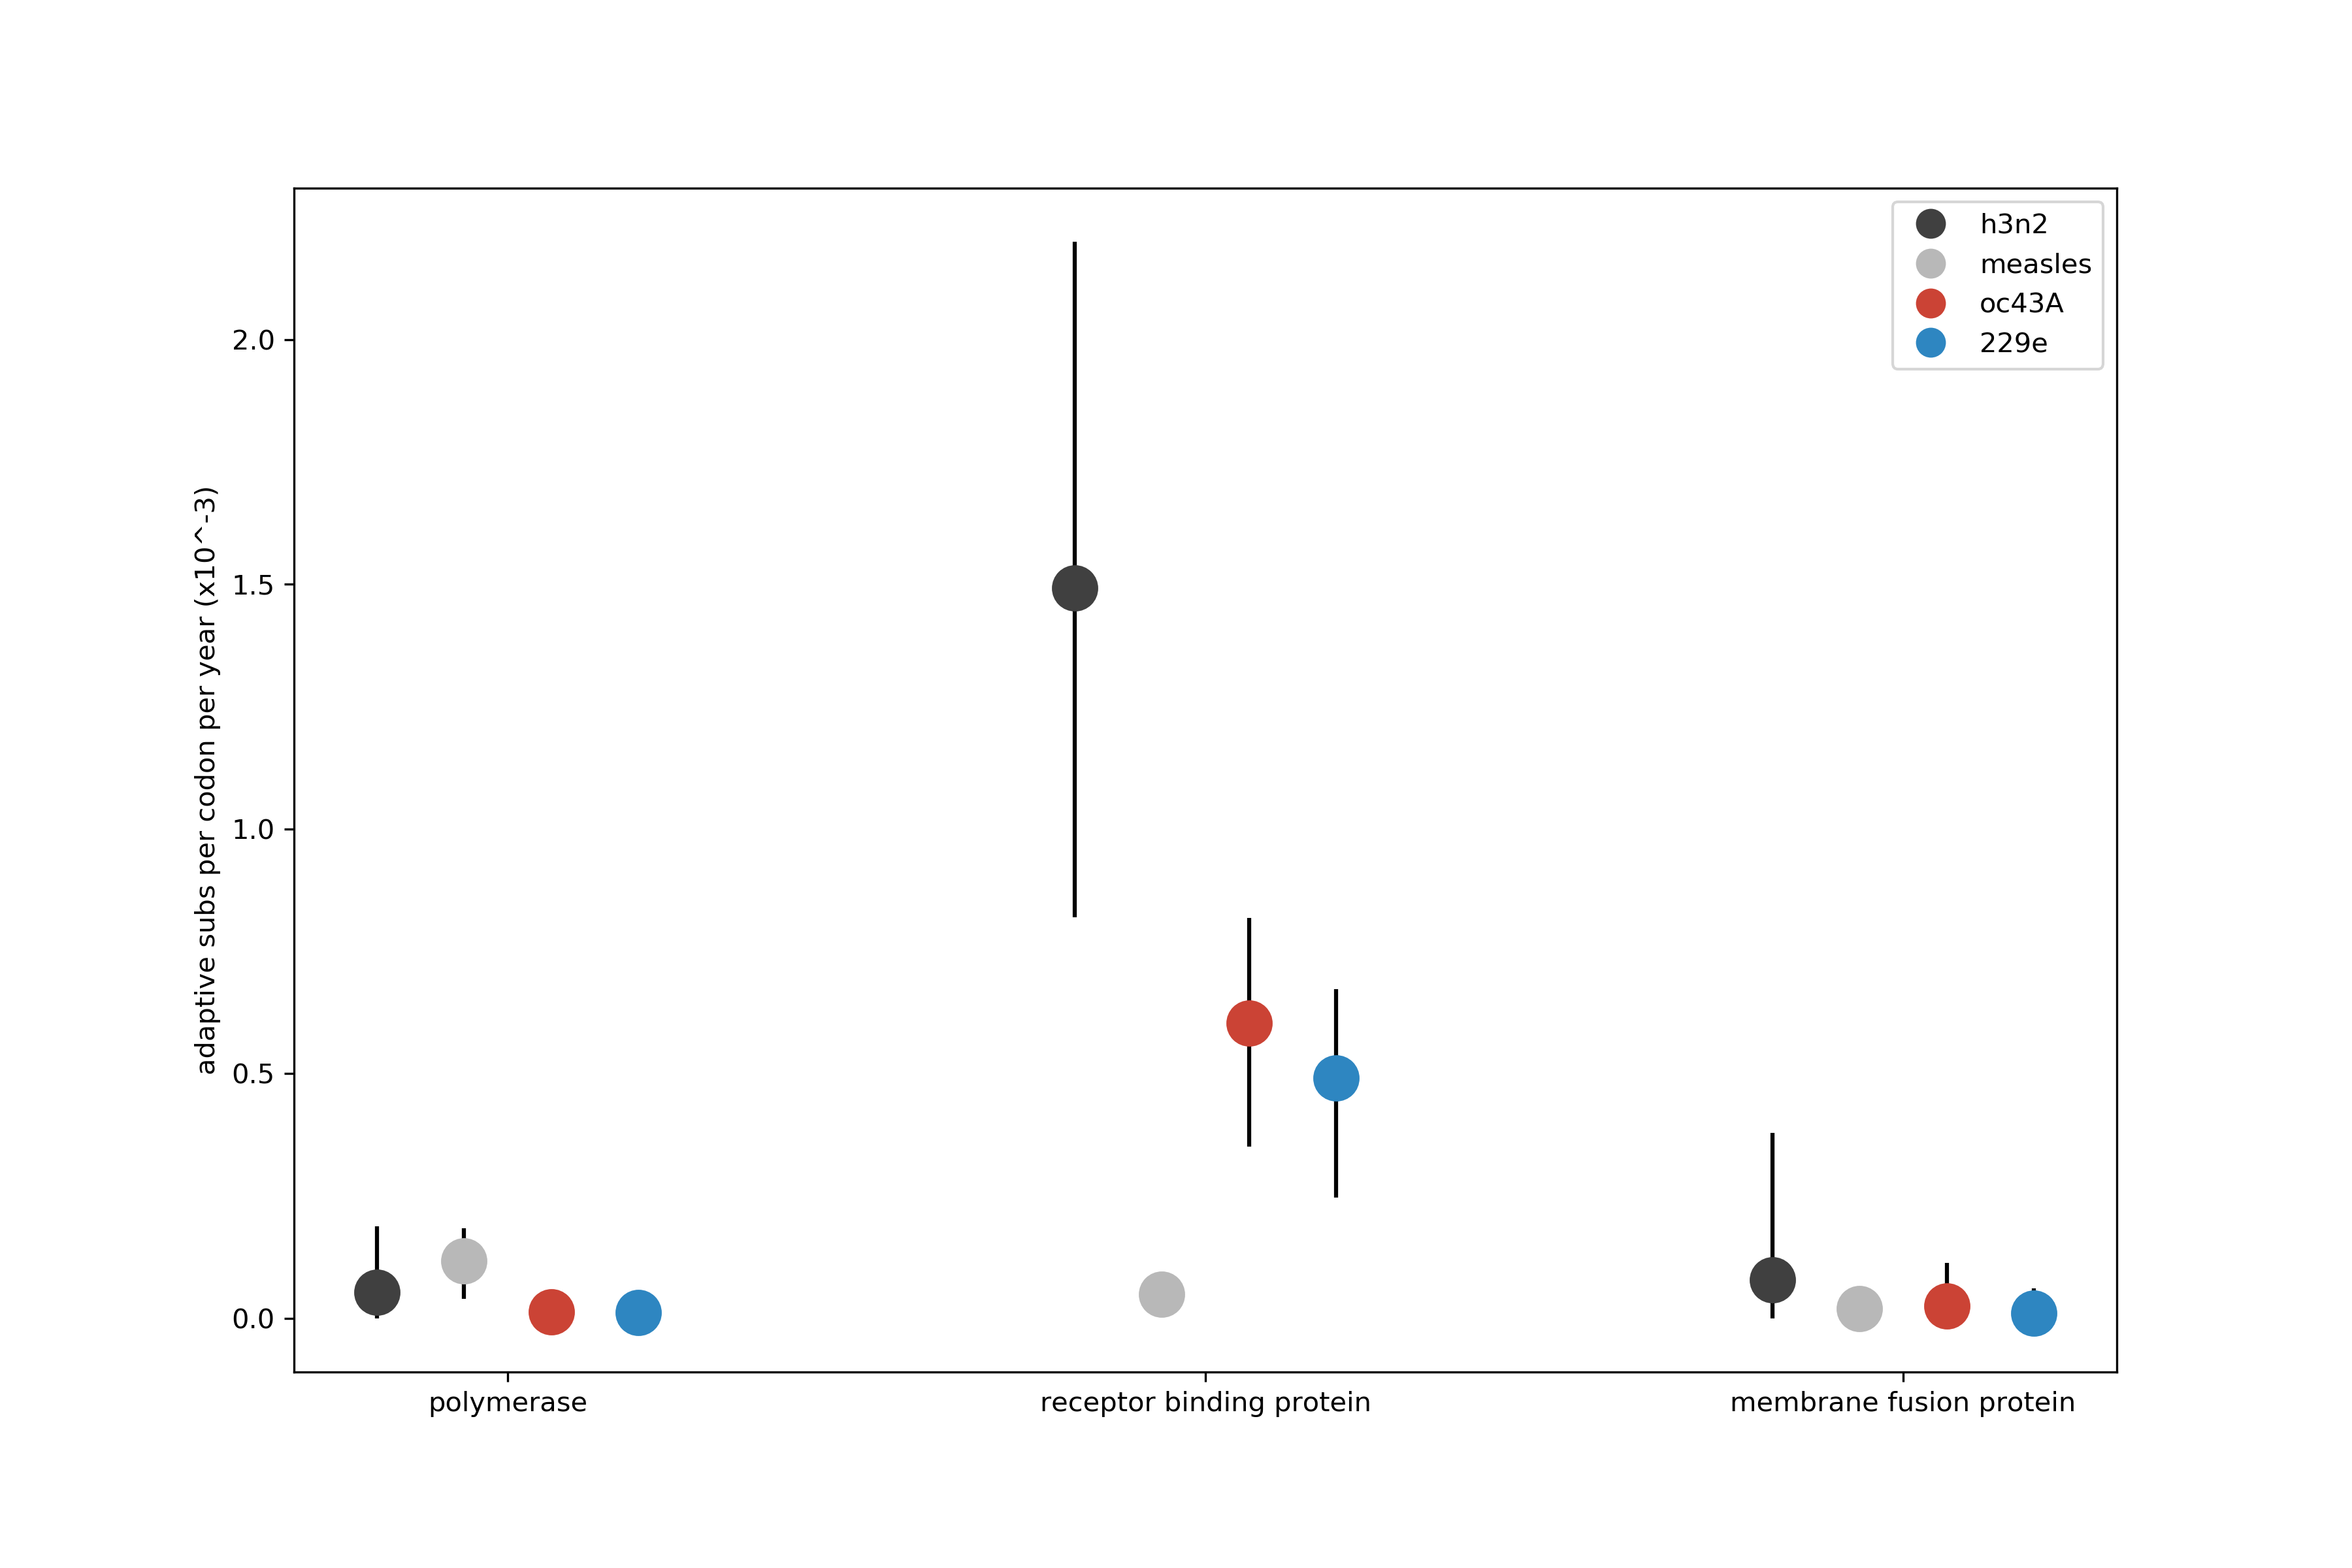 h3n2
measles
oc43A
229e
adaptive subs per codon per year (x10^-3)
2.0
1.5
1.0
0.5
0.0
polymerase
receptor binding protein
membrane fusion protein